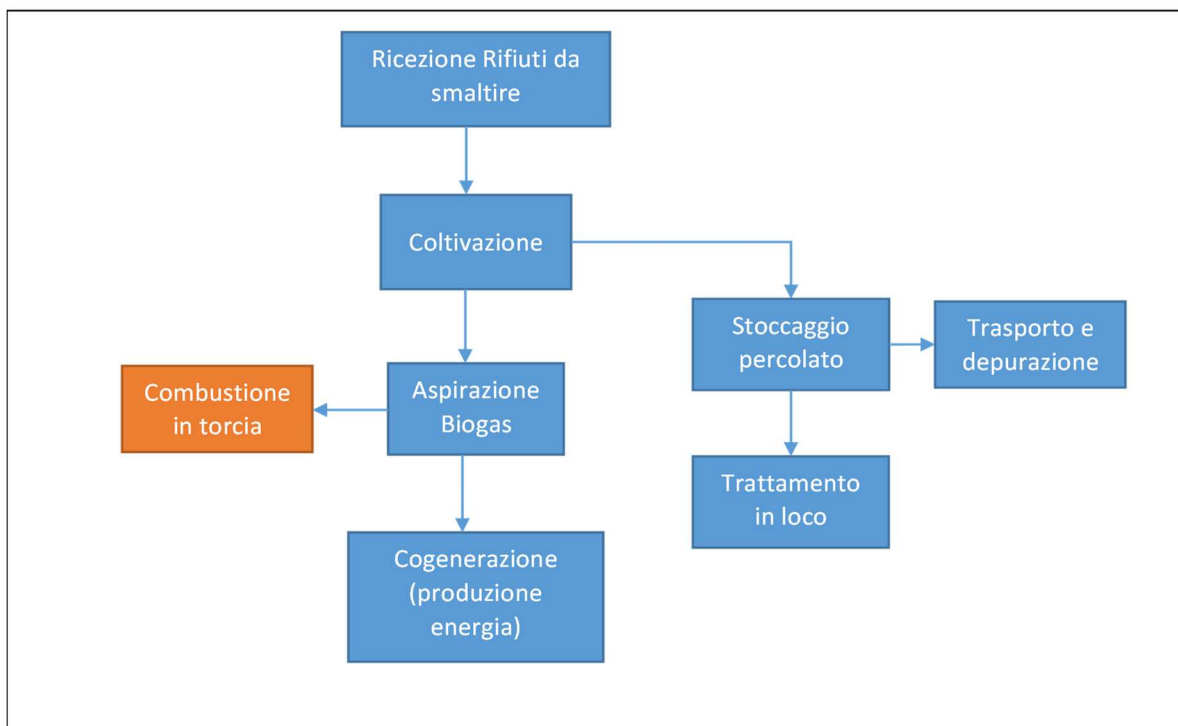 Ricezione Rifiuti da
smaltire
Coltivazione
Stoccaggio
percolato
Trasporto e
depurazione
Combustione
in torcia
Aspirazione
Biogas
Trattamento
in loco
Cogenerazione
(produzione
energia)